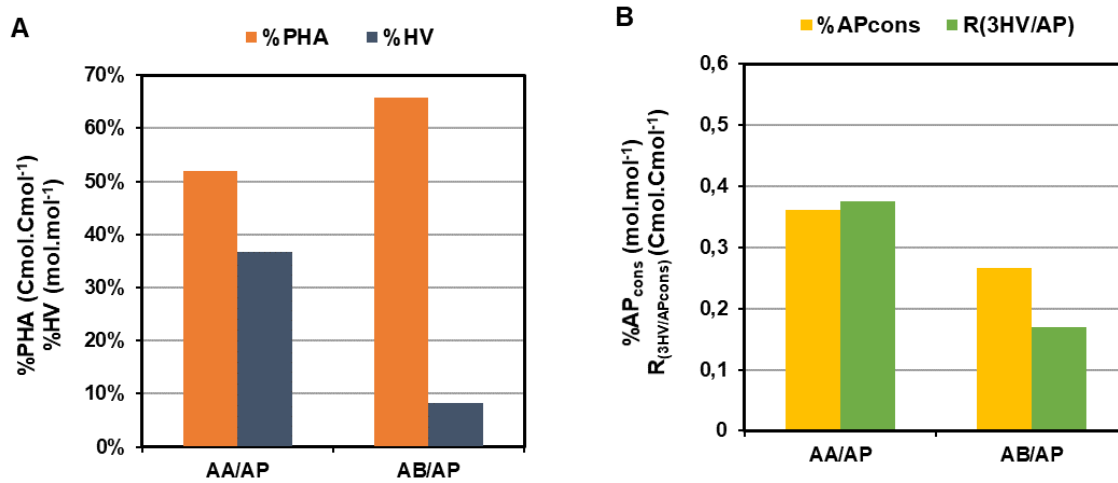 A
%PHA %HV
%PHA (Cmol.Cmol-1)
%HV (mol.mol-1)
70%
60%
50%
40%
30%
20%
10%
0%
AA/AP AB/AP
B
%APcons R(3HV/AP)
%APcons (mol.mol-1)
R(3HV/APcons) (Cmol.Cmol-1)
0,6
0,5
0,4
0,3
0,2
0,1
0
AA/AP AB/AP